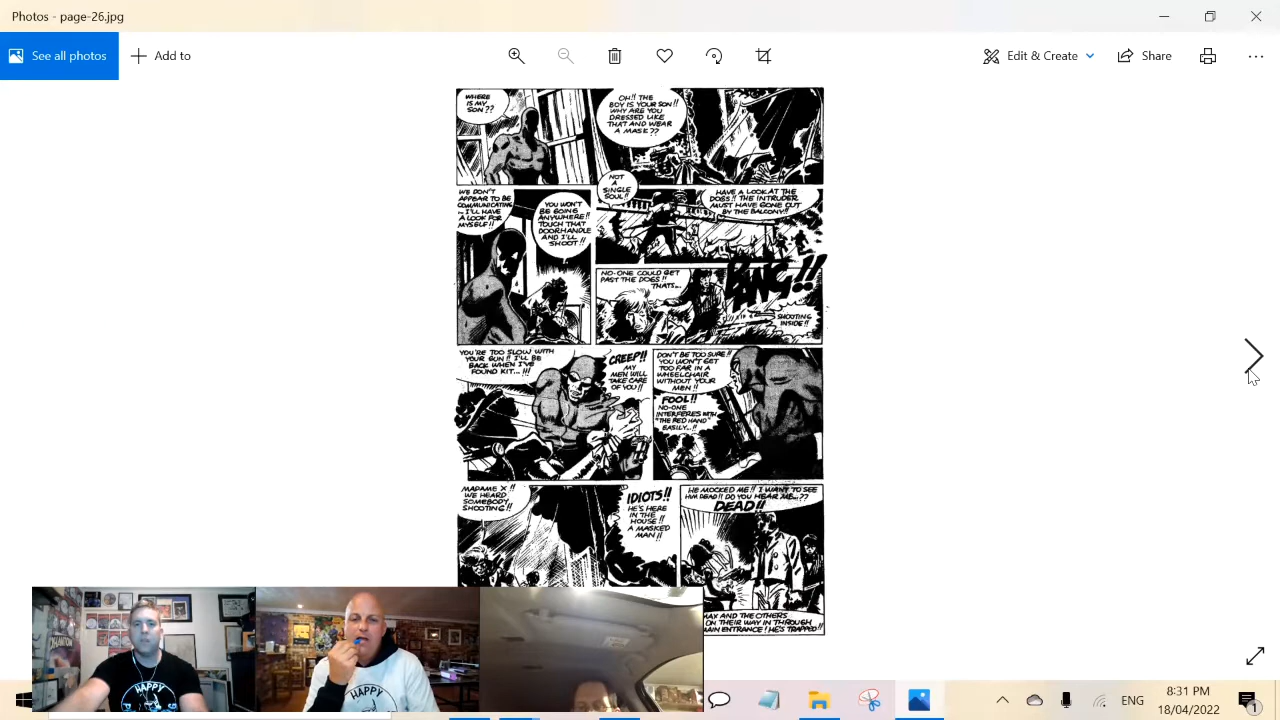 Photos - page-26.jpg
See all photos
Add to
Edit & Create
Share
WHERE
IS MY
SON??
OH!! THE
BOY IS YOUR SON!!
WHY ARE YOU
DRESSED LIKE
THAT AND WEAR
A MASK??
WE DON'T
APPEAR TO BE
COMMUNICATING
... I'LL HAVE
A LOOK FOR
MYSELF!!
YOU WON'T
BE GOING
ANYWHERE!!
TOUCH THAT
DOORHANDLE
AND I'LL
SHOOT!!
NOT
A
SINGLE
SOUL!!
HAVE A LOOK AT THE
DOGS!! THE INTRUDER
MUST HAVE GONE OUT
BY THE BALCONY!!
NO-ONE COULD GET
PAST THE DOGS!!
THATS...
BANG!!
SHOOTING
INSIDE!!
YOU'RE TOO SLOW WITH
YOUR GUN!! I'LL BE
BACK WHEN I'VE
FOUND KIT...!!!
CREEP!!
MY
MEN WILL
TAKE CARE
OF YOU!!
DON'T BE TOO SURE!!
YOU WON'T GET
TOO FAR IN A
WHEELCHAIR
WITHOUT YOUR
MEN!!
FOOL!!
NO-ONE
INTERFERES WITH
"THE RED HAND"
EASILY...!!
MADAME X!!
WE HEARD
SOMEBODY
SHOOTING!!
IDIOTS!!
HE'S HERE
IN THE
HOUSE!!
A MASKED
MAN!!
HE MOCKED ME!! I WANT TO SEE
HIM DEAD!! DO YOU HEAR ME...??
DEAD!!
MAX AND THE OTHERS
ON THEIR WAY IN THROUGH
MAIN ENTRANCE! HE'S TRAPPED!!
HAPPY
HAPPY
ENG
8:31 PM
18/04/2022
1